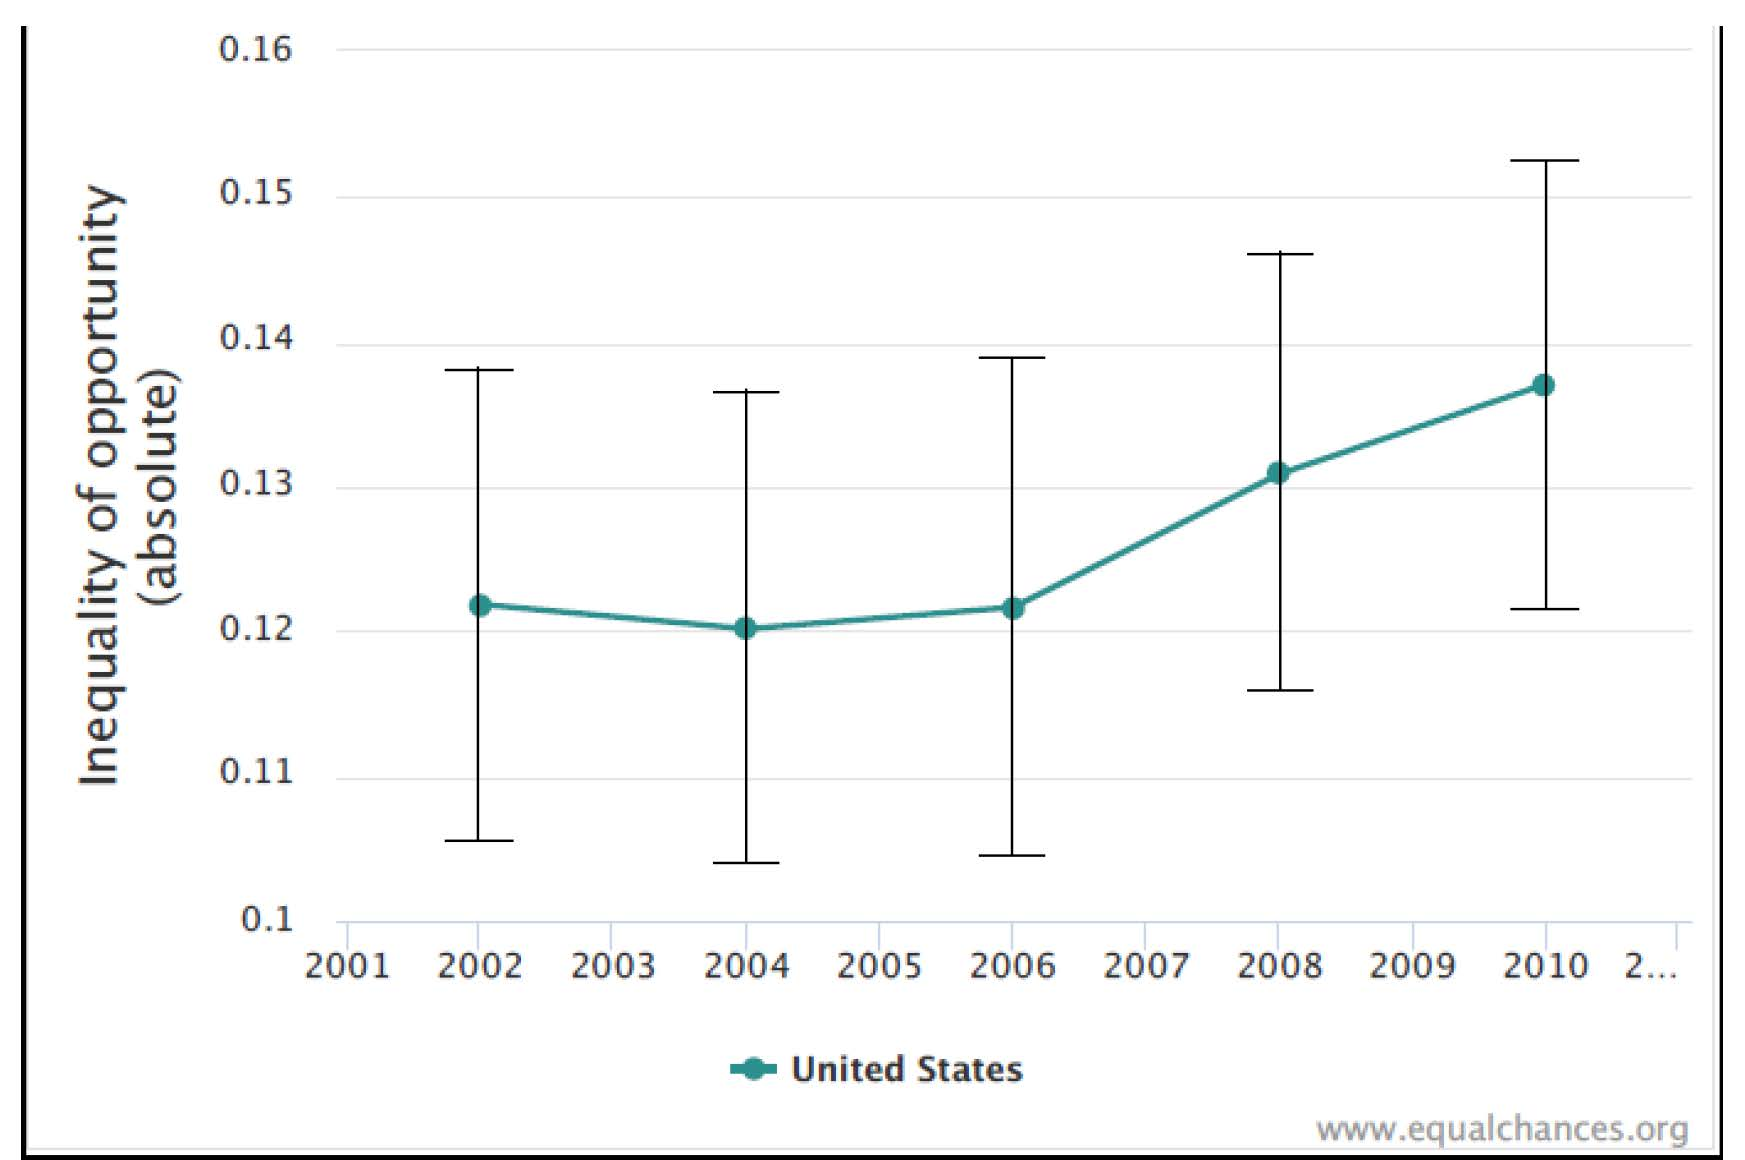 0.16
0.15
0.14
0.13
0.12
0.11
0.1
Inequality of opportunity
(absolute)
2001 2002 2003 2004 2005 2006 2007 2008 2009 2010 2...
United States
www.equalchances.org